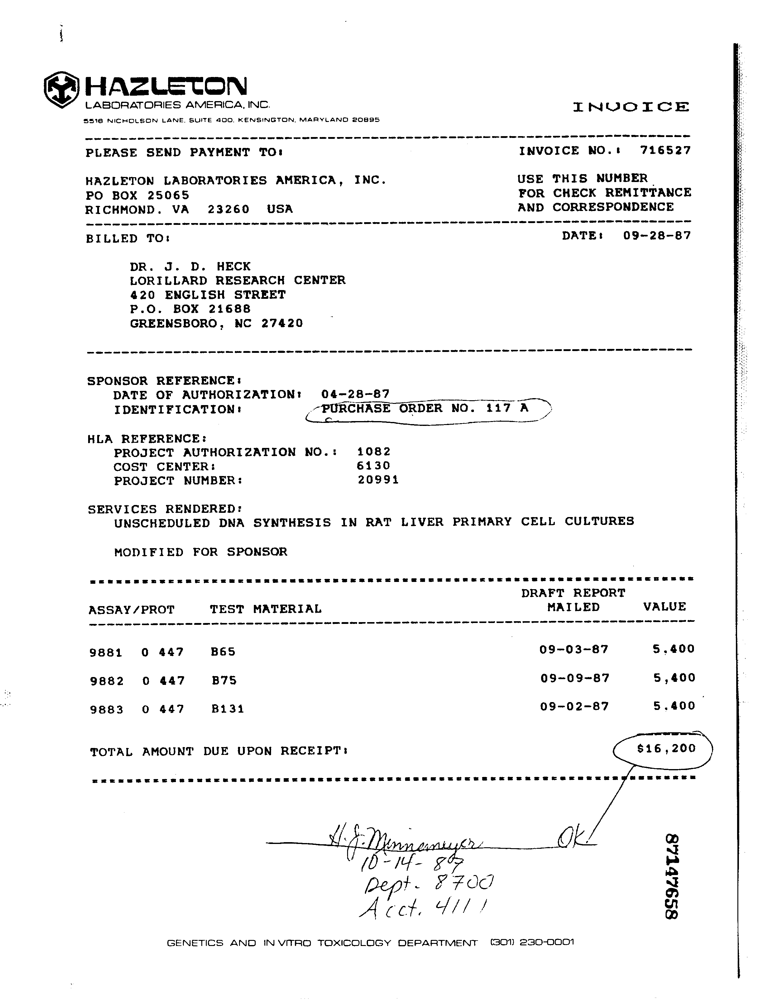 HAZLETON
LABORATORIES AMERICA, INC.
5516 NICHOLSON LANE, SUITE 400, KENSINGTON, MARYLAND 20895
INVOICE
PLEASE SEND PAYMENT TO: INVOICE NO.: 716527
HAZLETON LABORATORIES AMERICA, INC. USE THIS NUMBER
PO BOX 25065 FOR CHECK REMITTANCE
RICHMOND. VA 23260 USA AND CORRESPONDENCE
BILLED TO: DATE: 09-28-87
DR. J. D. HECK
LORILLARD RESEARCH CENTER
420 ENGLISH STREET
P.O. BOX 21688
GREENSBORO, NC 27420
SPONSOR REFERENCE:
DATE OF AUTHORIZATION: 04-28-87
IDENTIFICATION: PURCHASE ORDER NO. 117 A
HLA REFERENCE:
PROJECT AUTHORIZATION NO.: 1082
COST CENTER: 6130
PROJECT NUMBER: 20991
SERVICES RENDERED:
UNSCHEDULED DNA SYNTHESIS IN RAT LIVER PRIMARY CELL CULTURES
MODIFIED FOR SPONSOR
DRAFT REPORT
ASSAY/PROT TEST MATERIAL MAILED VALUE
9881 0 447 B65 09-03-87 5.400
9882 0 447 B75 09-09-87 5,400
9883 0 447 B131 09-02-87 5.400
TOTAL AMOUNT DUE UPON RECEIPT: $16,200
H. J. Minnemeyer OK!
10-14-87
Dept. 8700
Acct. 4111
87147658
GENETICS AND IN VITRO TOXICOLOGY DEPARTMENT (301) 230-0001